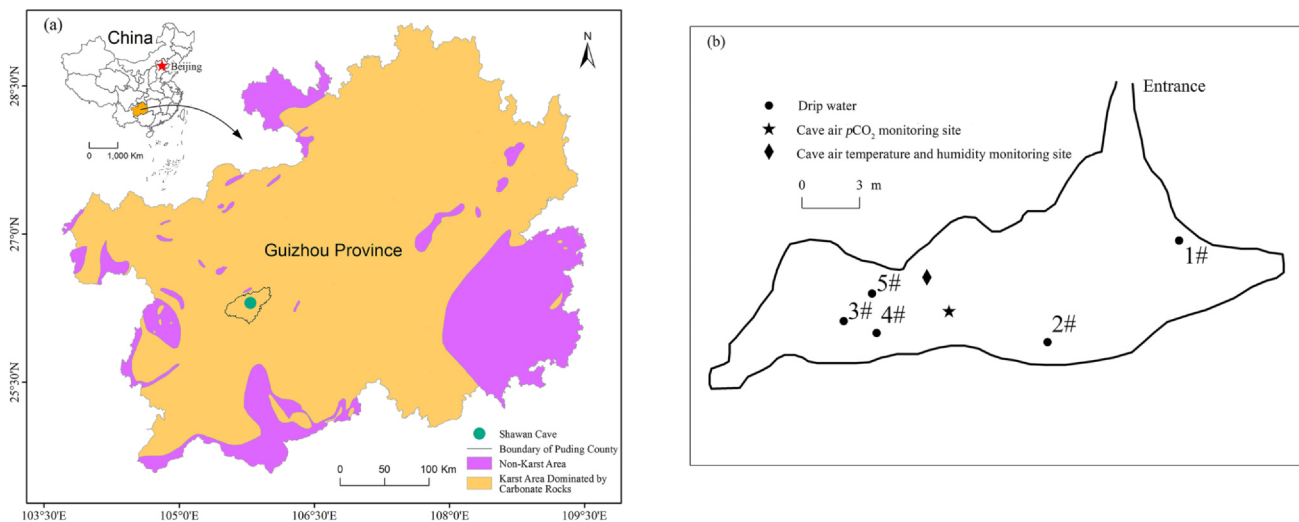 (a)
China
Beijing
0 1,000 Km
N
28°30'N
27°0'N
25°30'N
Guizhou Province
Shawan Cave
Boundary of Puding County
Non-Karst Area
Karst Area Dominated by
Carbonate Rocks
0 50 100 Km
103°30'E 105°0'E 106°30'E 108°0'E 109°30'E
(b)
Entrance
Drip water
Cave air pCO2 monitoring site
Cave air temperature and humidity monitoring site
0 3 m
1#
5#
3#
4#
2#